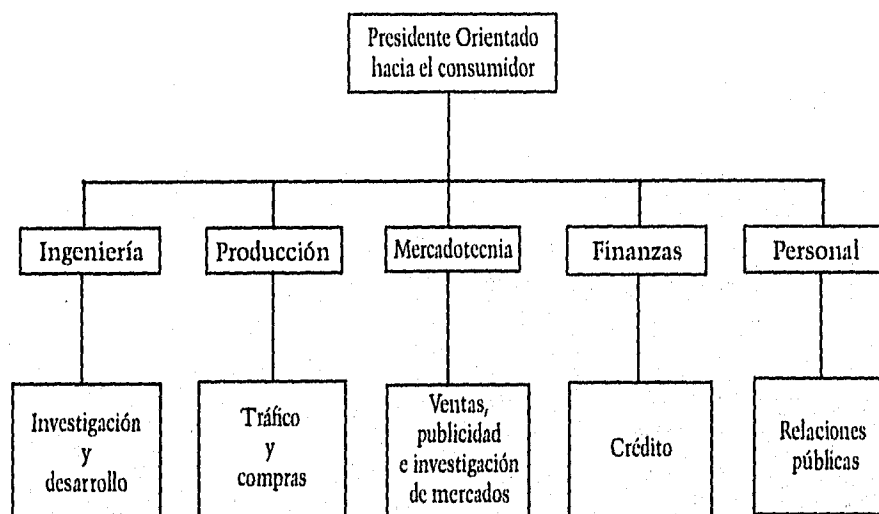 Presidente Orientado
hacia el consumidor
Ingeniería
Producción
Mercadotecnia
Finanzas
Personal
Investigación
y
desarrollo
Tráfico
y
compras
Ventas,
publicidad
e investigación
de mercados
Crédito
Relaciones
públicas